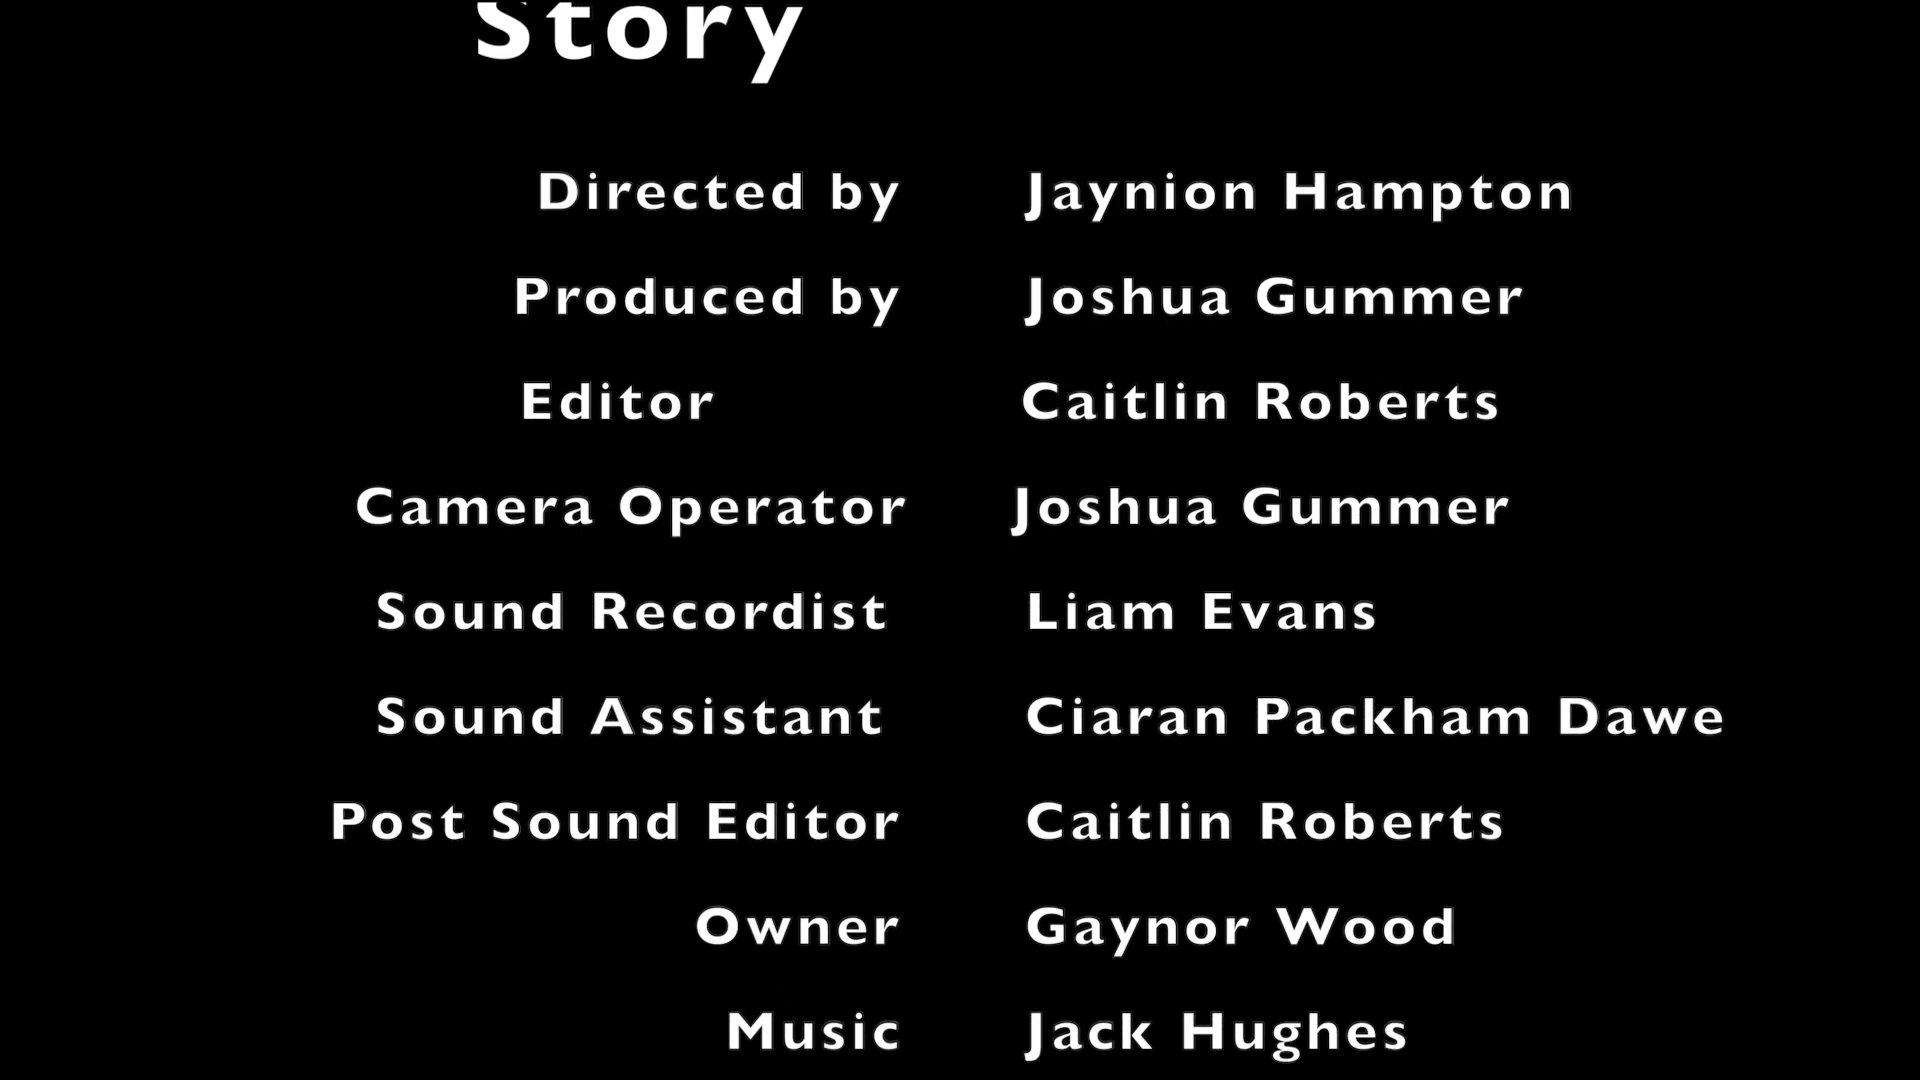 Story
Directed by Jaynion Hampton
Produced by Joshua Gummer
Editor Caitlin Roberts
Camera Operator Joshua Gummer
Sound Recordist Liam Evans
Sound Assistant Ciaran Packham Dawe
Post Sound Editor Caitlin Roberts
Owner Gaynor Wood
Music Jack Hughes